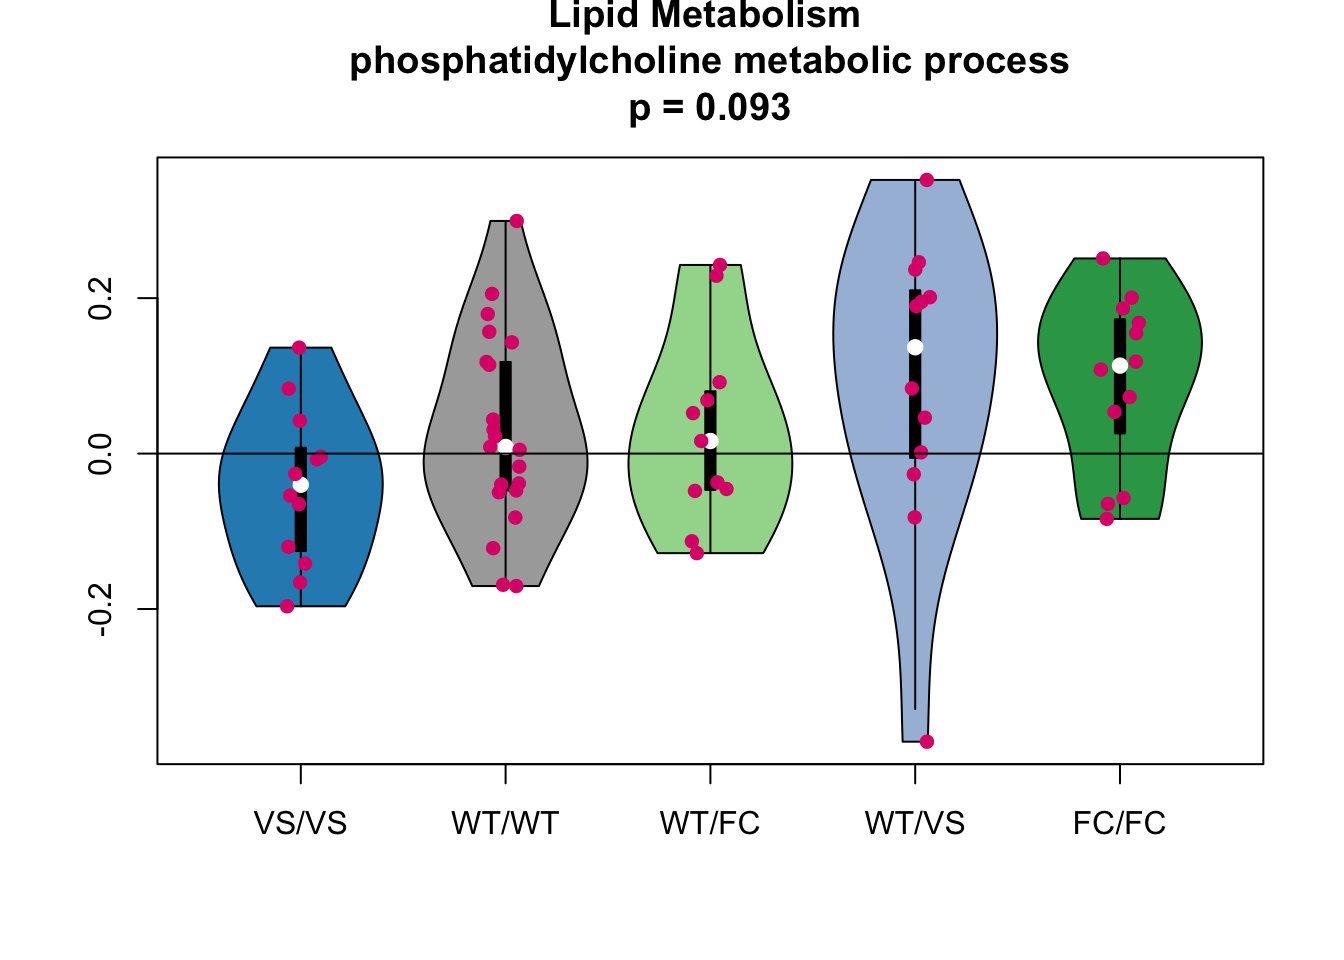 Lipid Metabolism
phosphatidylcholine metabolic process
p = 0.093
0.2
0.0
-0.2
VS/VS WT/WT WT/FC WT/VS FC/FC